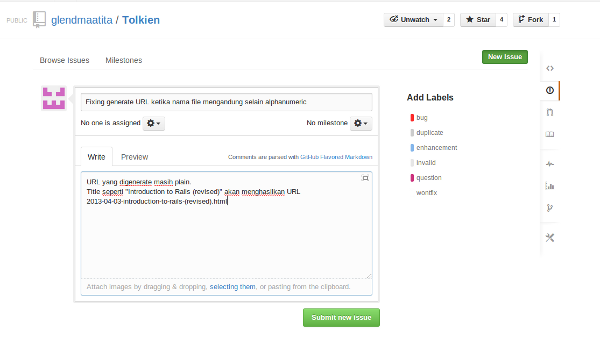 PUBLIC glendmaatita / Tolkien
Unwatch 2 Star 4 Fork 1
Browse Issues Milestones
New Issue
Fixing generate URL ketika nama file mengandung selain alphanumeric
No one is assigned
No milestone
Write Preview
Comments are parsed with GitHub Flavored Markdown
URL yang digenerate masih plain.
Title seperti "Introduction to Rails (revised)" akan menghasilkan URL
2013-04-03-introduction-to-rails-(revised).html
Attach images by dragging & dropping, selecting them, or pasting from the clipboard.
Submit new issue
Add Labels
bug
duplicate
enhancement
invalid
question
wontfix